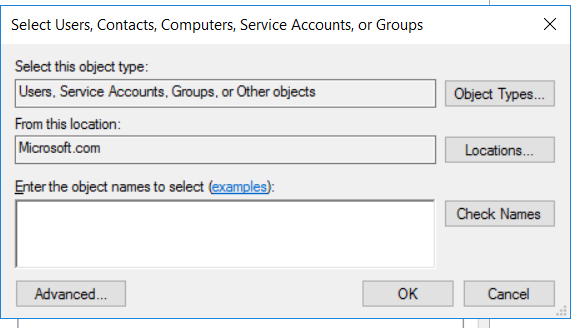 Select Users, Contacts, Computers, Service Accounts, or Groups
Select this object type:
Users, Service Accounts, Groups, or Other objects
Object Types...
From this location:
Microsoft.com
Locations...
Enter the object names to select (examples):
Check Names
Advanced...
OK
Cancel